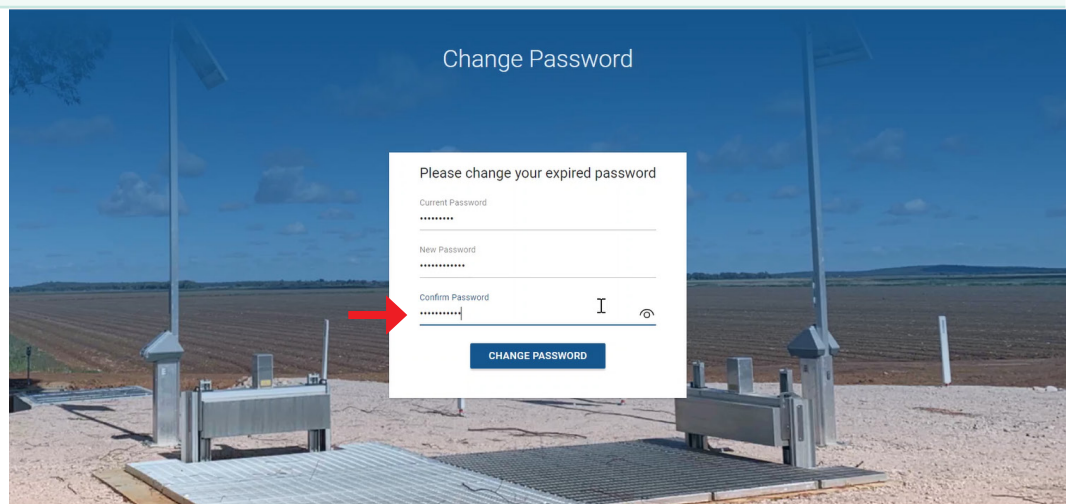 Change Password
Please change your expired password
Current Password
•••••••••
New Password
••••••••••••
Confirm Password
•••••••••••
CHANGE PASSWORD